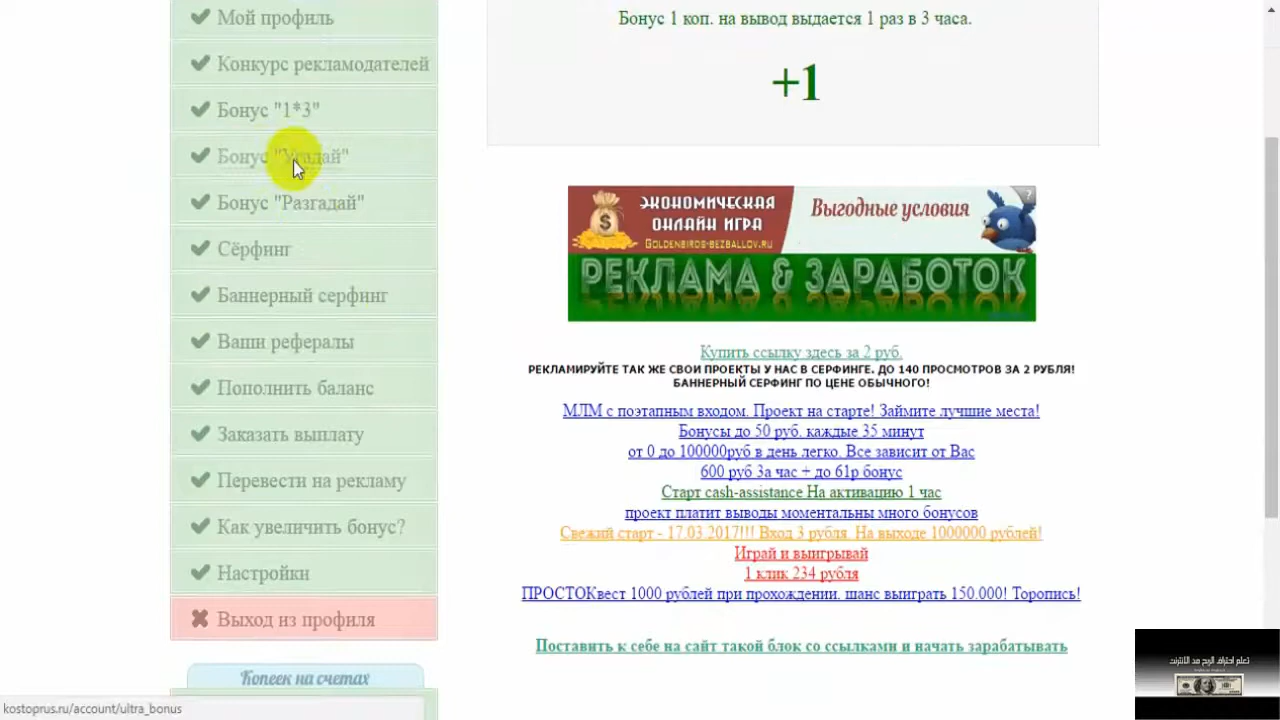 Мой профиль
Конкурс рекламодателей
Бонус "1*3"
Бонус "Угадай"
Бонус "Разгадай"
Сёрфинг
Баннерный серфинг
Ваши рефералы
Пополнить баланс
Заказать выплату
Перевести на рекламу
Как увеличить бонус?
Настройки
Выход из профиля
Копеек на счетах
Бонус 1 коп. на вывод выдается 1 раз в 3 часа.
+1
ЭКОНОМИЧЕСКАЯ
ОНЛАЙН ИГРА
GOLDENBIRDS-BEZBALLOV.RU
Выгодные условия
?
РЕКЛАМА & ЗАРАБОТОК
Купить ссылку здесь за 2 руб.
РЕКЛАМИРУЙТЕ ТАК ЖЕ СВОИ ПРОЕКТЫ У НАС В СЕРФИНГЕ. ДО 140 ПРОСМОТРОВ ЗА 2 РУБЛЯ!
БАННЕРНЫЙ СЕРФИНГ ПО ЦЕНЕ ОБЫЧНОГО!
МЛМ с поэтапным входом. Проект на старте! Займите лучшие места!
Бонусы до 50 руб. каждые 35 минут
от 0 до 100000руб в день легко. Все зависит от Вас
600 руб За час + до 61р бонус
Старт cash-assistance На активацию 1 час
проект платит выводы моментальны много бонусов
Свежий старт - 17.03.2017!!! Вход 3 рубля. На выходе 1000000 рублей!
Играй и выигрывай
1 клик 234 рубля
ПРОСТОКвест 1000 рублей при прохождении. шанс выиграть 150.000! Торопись!
Поставить к себе на сайт такой блок со ссылками и начать зарабатывать
kostoprus.ru/account/ultra_bonus
تعلم احتراف الربح من الانترنت